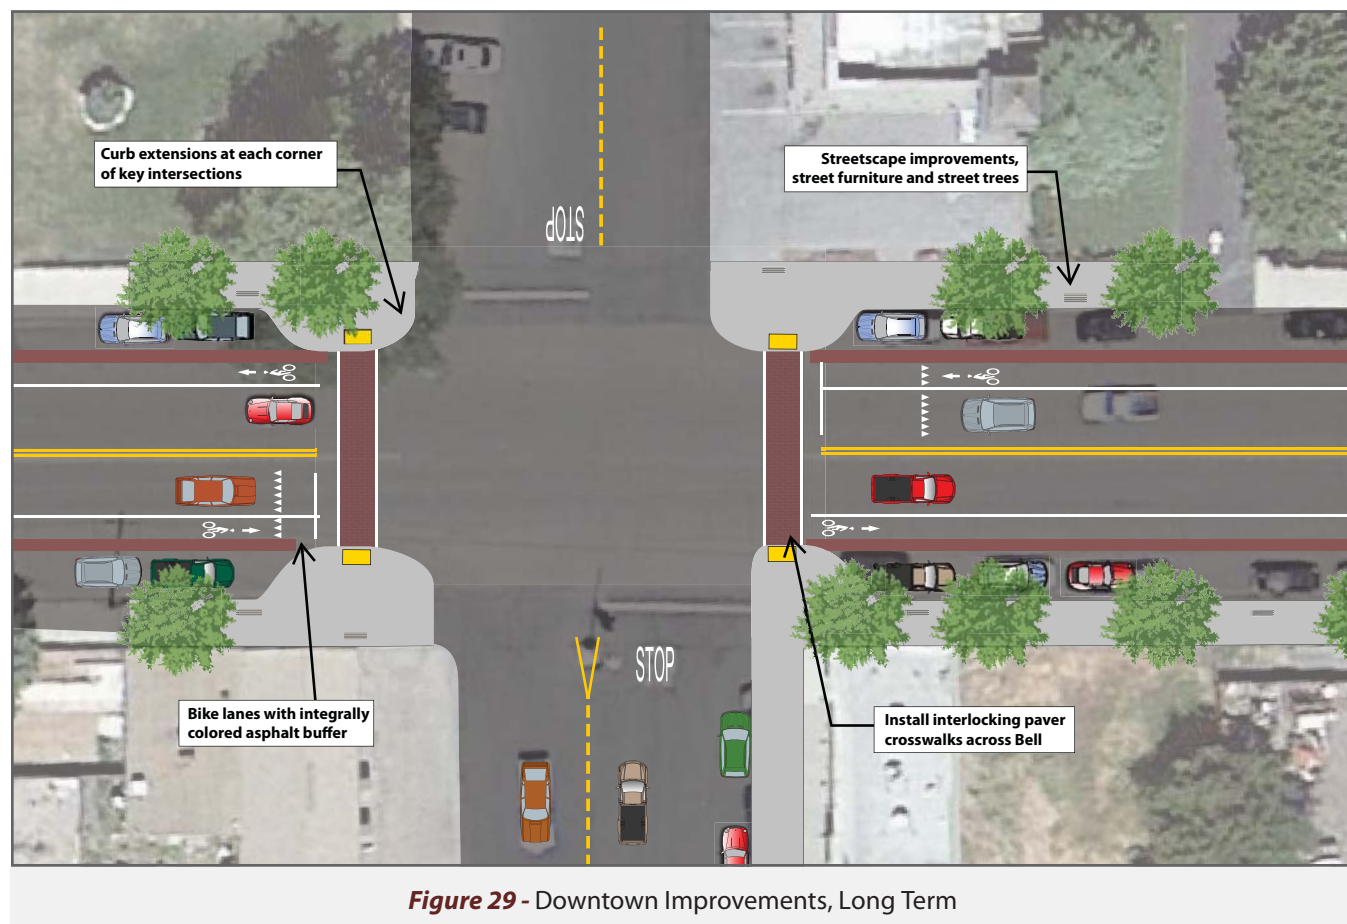 Curb extensions at each corner
of key intersections
Streetscape improvements,
street furniture and street trees
STOP
STOP
Bike lanes with integrally
colored asphalt buffer
Install interlocking paver
crosswalks across Bell
Figure 29 - Downtown Improvements, Long Term